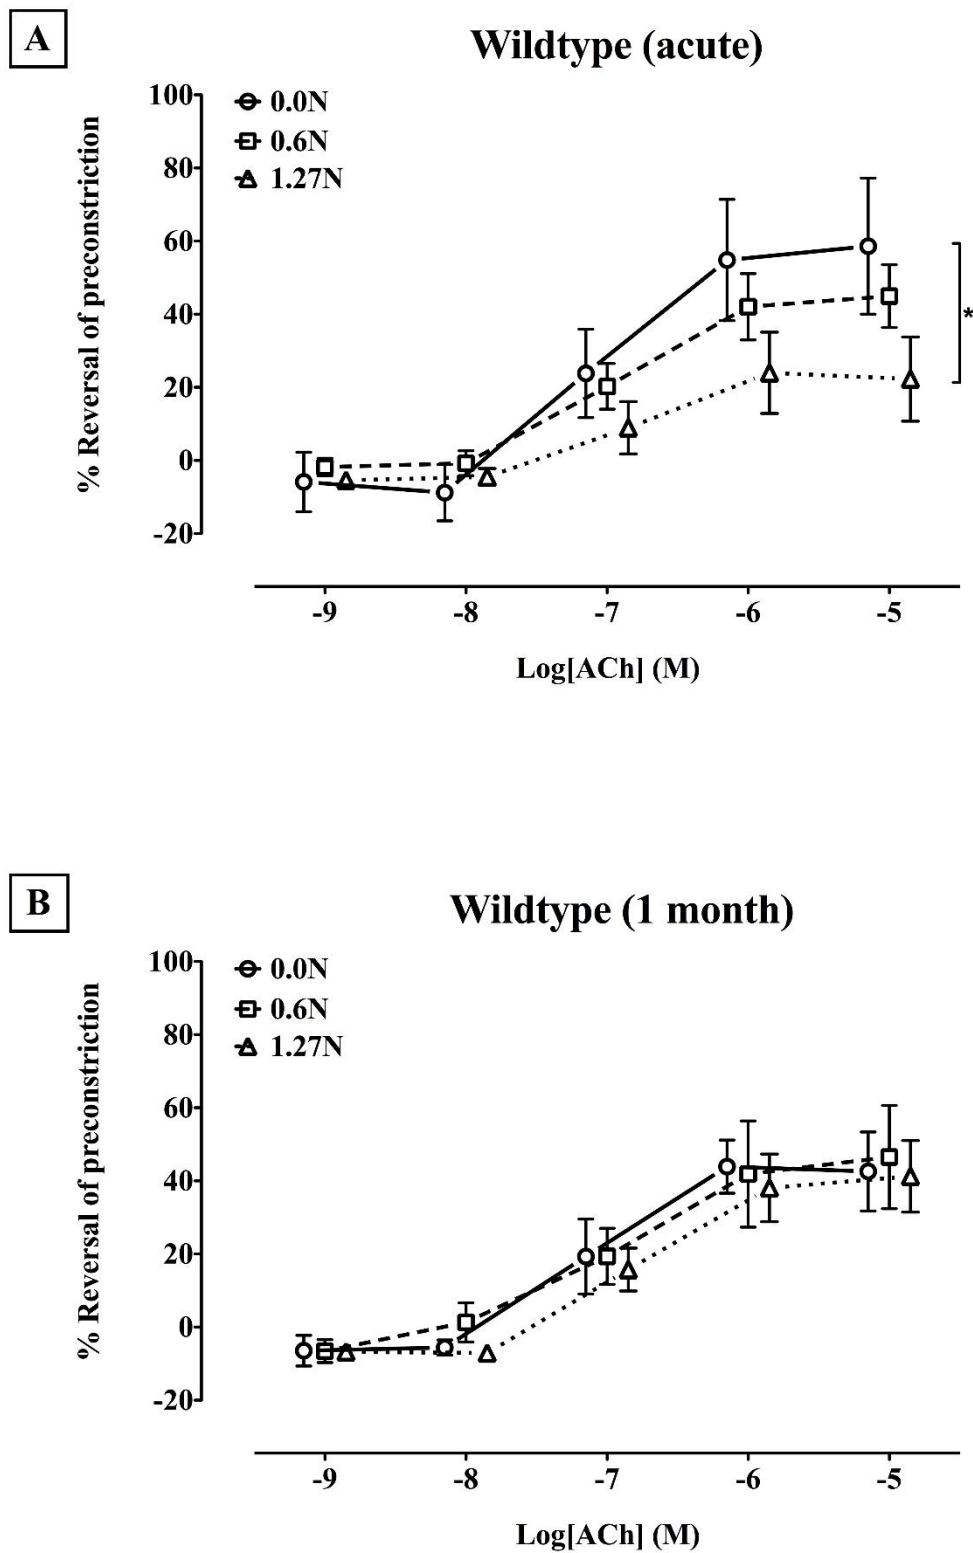 A
Wildtype (acute)
100
80
60
40
20
0
-20
% Reversal of preconstriction
0.0N
0.6N
1.27N
*
-9 -8 -7 -6 -5
Log[ACh] (M)
B
Wildtype (1 month)
100
80
60
40
20
0
-20
% Reversal of preconstriction
0.0N
0.6N
1.27N
-9 -8 -7 -6 -5
Log[ACh] (M)